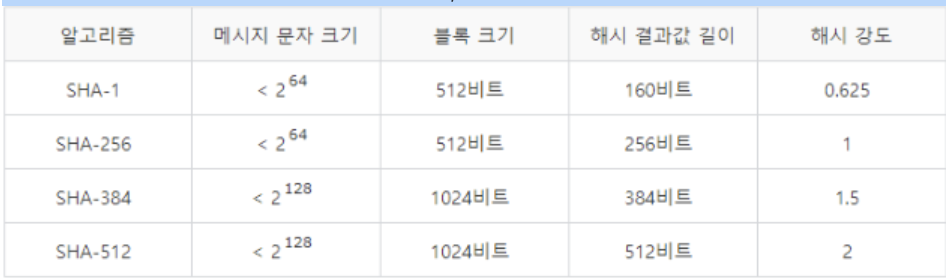 알고리즘 메시지 문자 크기 블록 크기 해시 결과값 길이 해시 강도
SHA-1 < 2^64 512비트 160비트 0.625
SHA-256 < 2^64 512비트 256비트 1
SHA-384 < 2^128 1024비트 384비트 1.5
SHA-512 < 2^128 1024비트 512비트 2